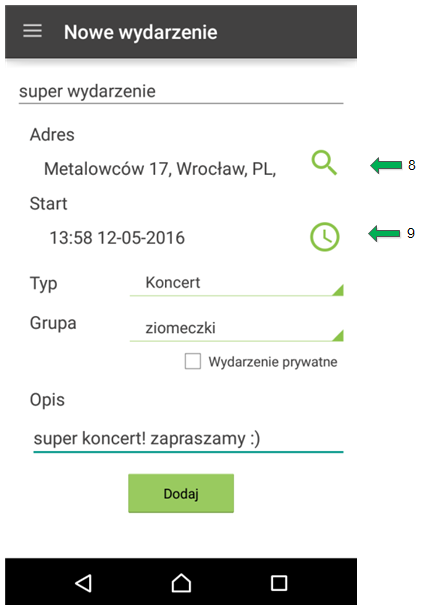 Nowe wydarzenie
super wydarzenie
Adres
Metalowców 17, Wrocław, PL,
8
Start
13:58 12-05-2016
9
Typ
Koncert
Grupa
ziomeczki
Wydarzenie prywatne
Opis
super koncert! zapraszamy :)
Dodaj